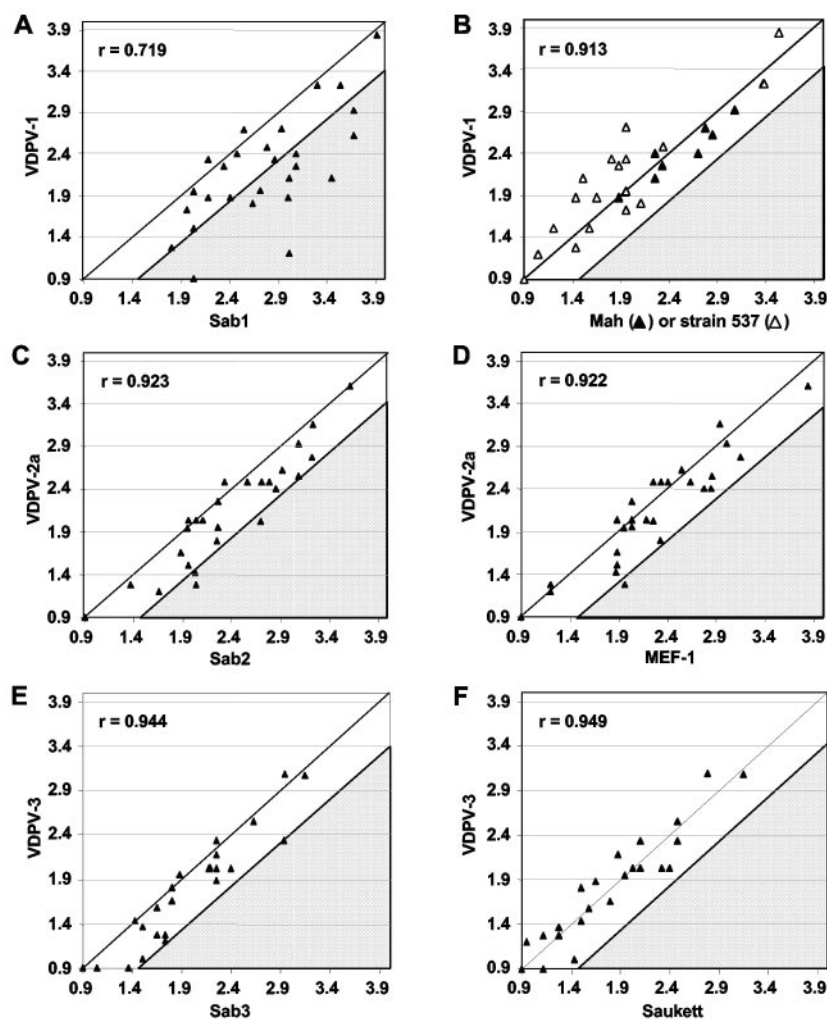 A
B
r = 0.719
r = 0.913
VDPV-1
VDPV-1
3.9
3.4
2.9
2.4
1.9
1.4
0.9
3.9
3.4
2.9
2.4
1.9
1.4
0.9
0.9 1.4 1.9 2.4 2.9 3.4 3.9
0.9 1.4 1.9 2.4 2.9 3.4 3.9
Sab1
Mah (▲) or strain 537 (△)
C
D
r = 0.923
r = 0.922
VDPV-2a
VDPV-2a
3.9
3.4
2.9
2.4
1.9
1.4
0.9
3.9
3.4
2.9
2.4
1.9
1.4
0.9
0.9 1.4 1.9 2.4 2.9 3.4 3.9
0.9 1.4 1.9 2.4 2.9 3.4 3.9
Sab2
MEF-1
E
F
r = 0.944
r = 0.949
VDPV-3
VDPV-3
3.9
3.4
2.9
2.4
1.9
1.4
0.9
3.9
3.4
2.9
2.4
1.9
1.4
0.9
0.9 1.4 1.9 2.4 2.9 3.4 3.9
0.9 1.4 1.9 2.4 2.9 3.4 3.9
Sab3
Saukett